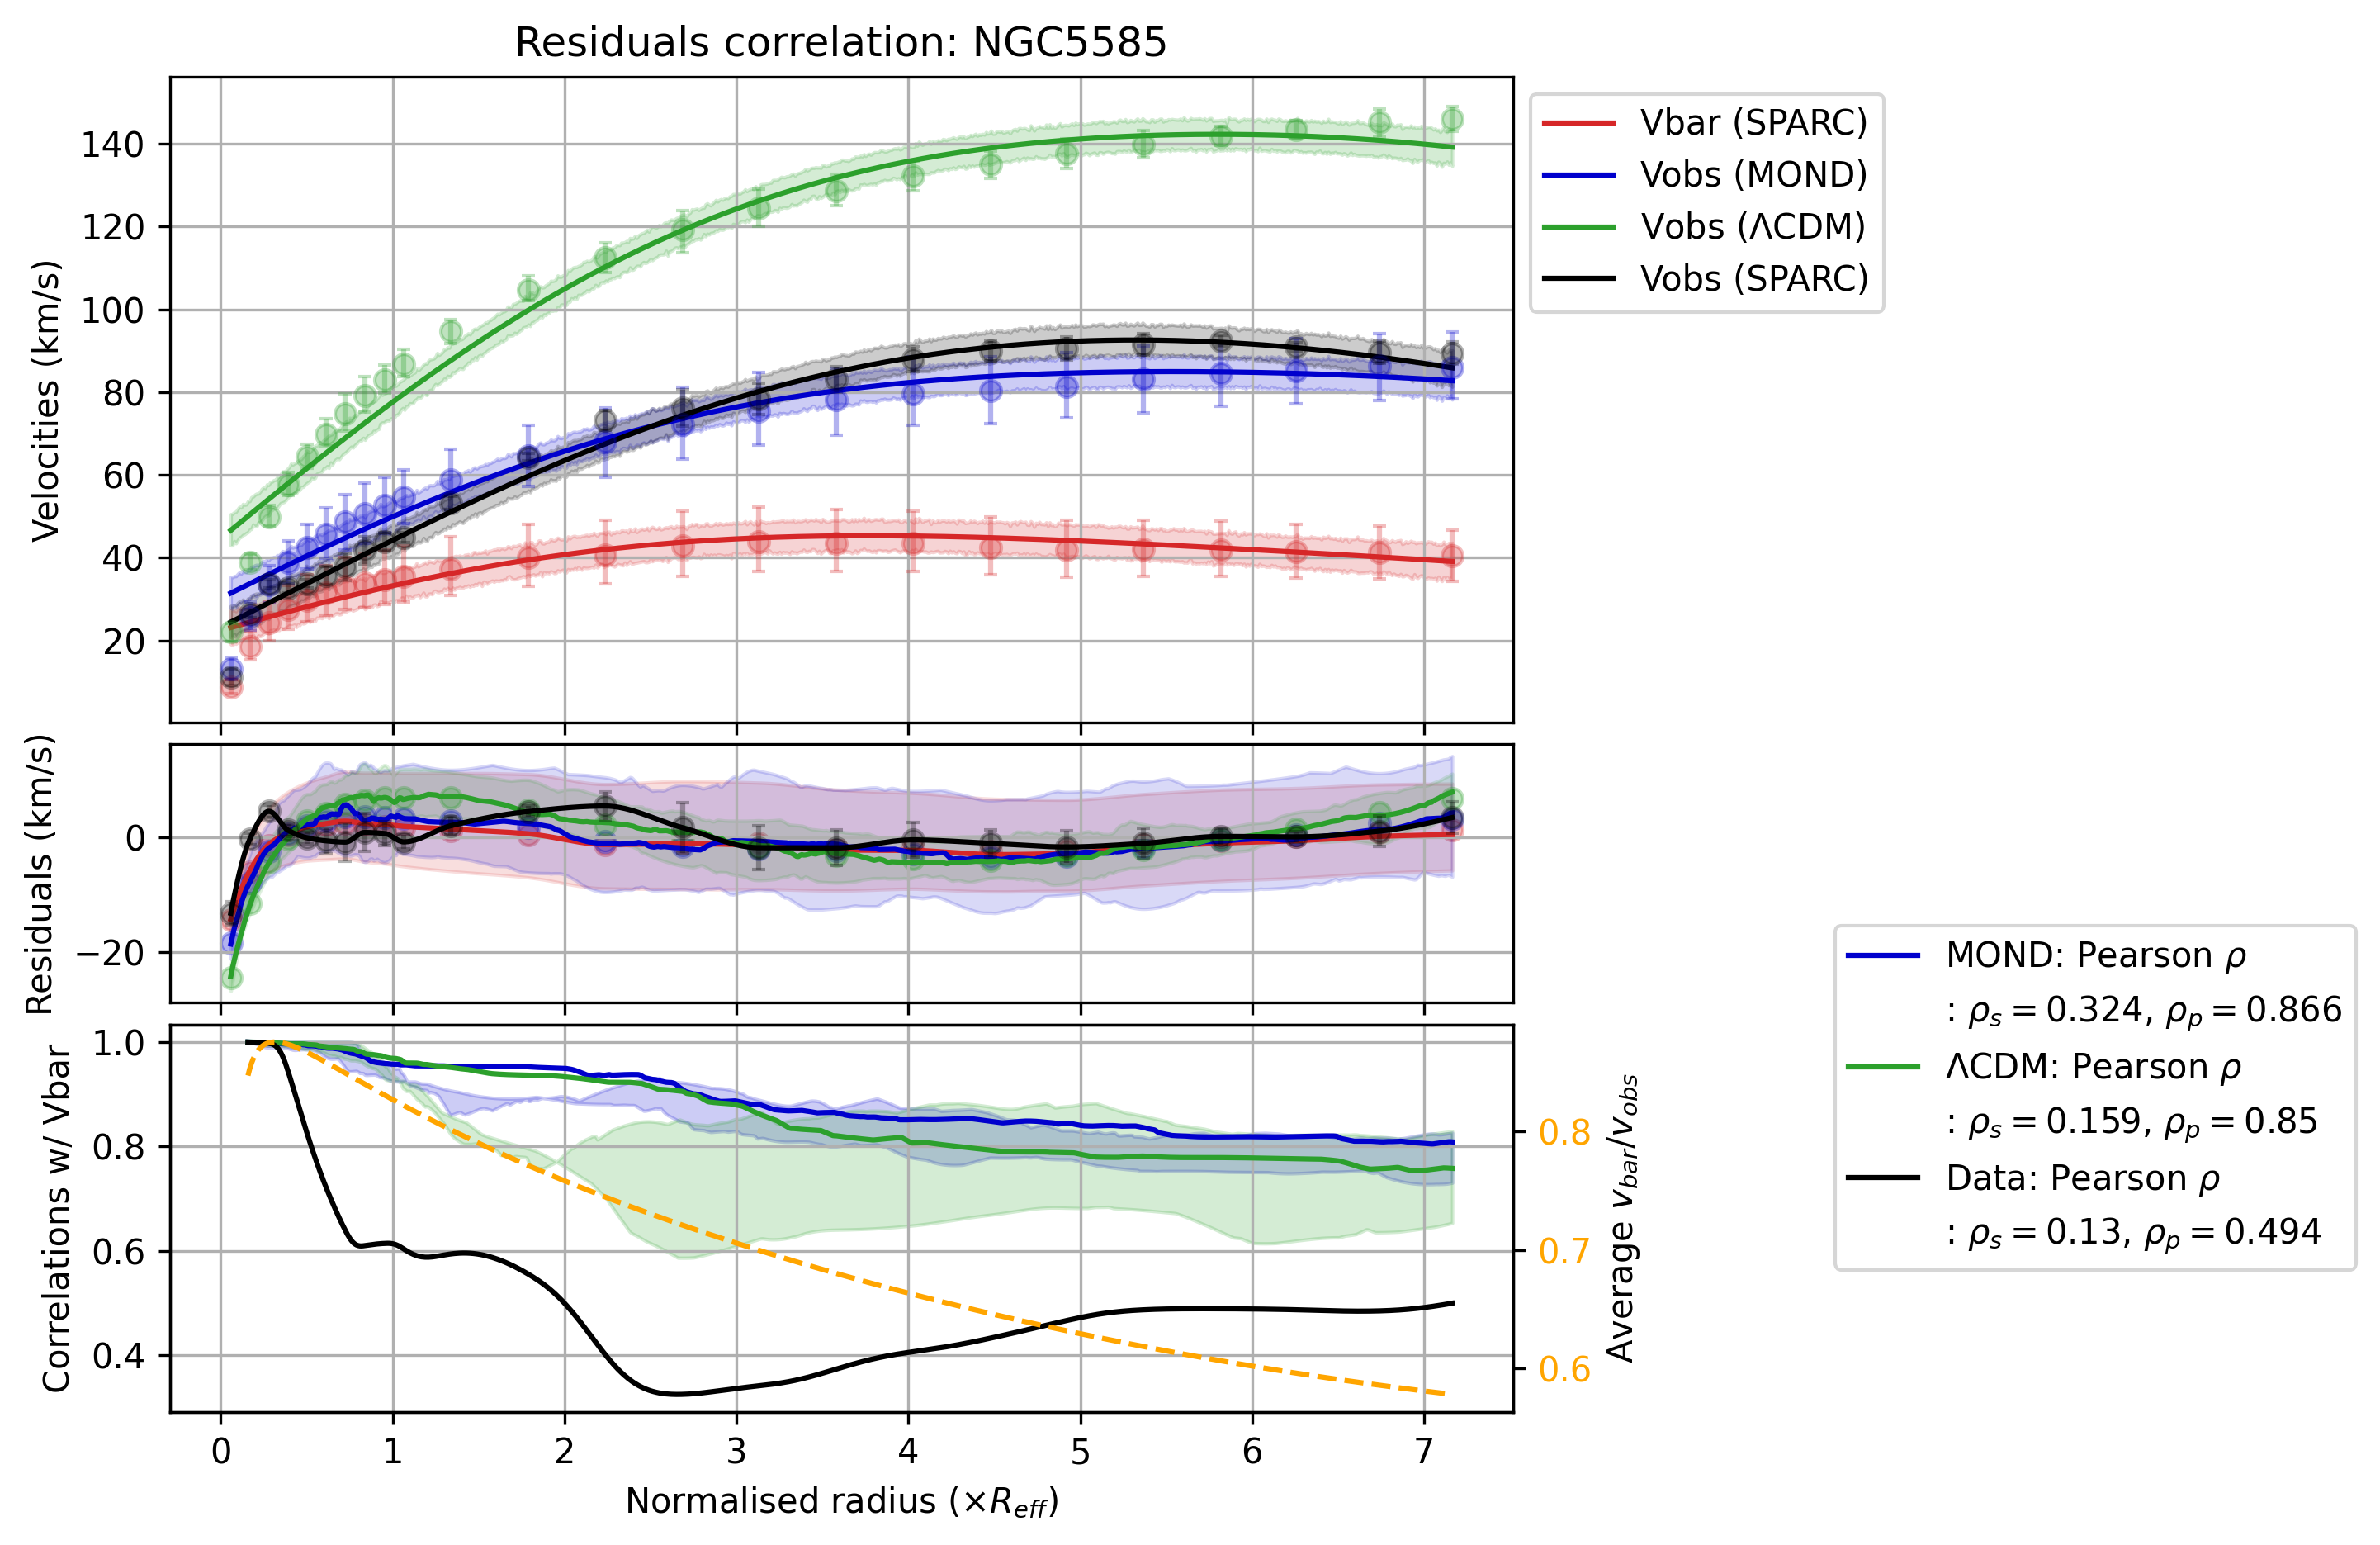 Residuals correlation: NGC5585
Velocities (km/s)
140
120
100
80
60
40
20
Vbar (SPARC)
Vobs (MOND)
Vobs (ΛCDM)
Vobs (SPARC)
Residuals (km/s)
0
−20
Correlations w/ Vbar
1.0
0.8
0.6
0.4
0.8
0.7
0.6
Average v_bar/v_obs
MOND: Pearson ρ
: ρ_s = 0.324, ρ_p = 0.866
ΛCDM: Pearson ρ
: ρ_s = 0.159, ρ_p = 0.85
Data: Pearson ρ
: ρ_s = 0.13, ρ_p = 0.494
0 1 2 3 4 5 6 7
Normalised radius (×R_eff)